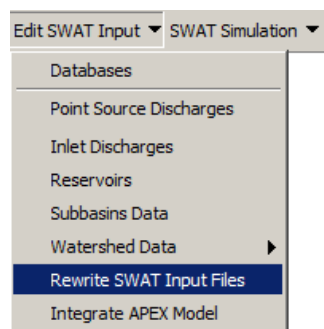 Edit SWAT Input SWAT Simulation
Databases
Point Source Discharges
Inlet Discharges
Reservoirs
Subbasins Data
Watershed Data
Rewrite SWAT Input Files
Integrate APEX Model